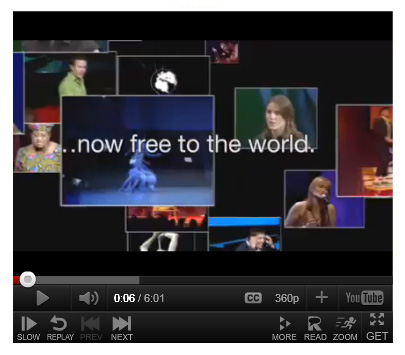 ...now free to the world.
0:06 / 6:01 CC 360p YouTube
SLOW REPLAY PREV NEXT MORE READ ZOOM GET